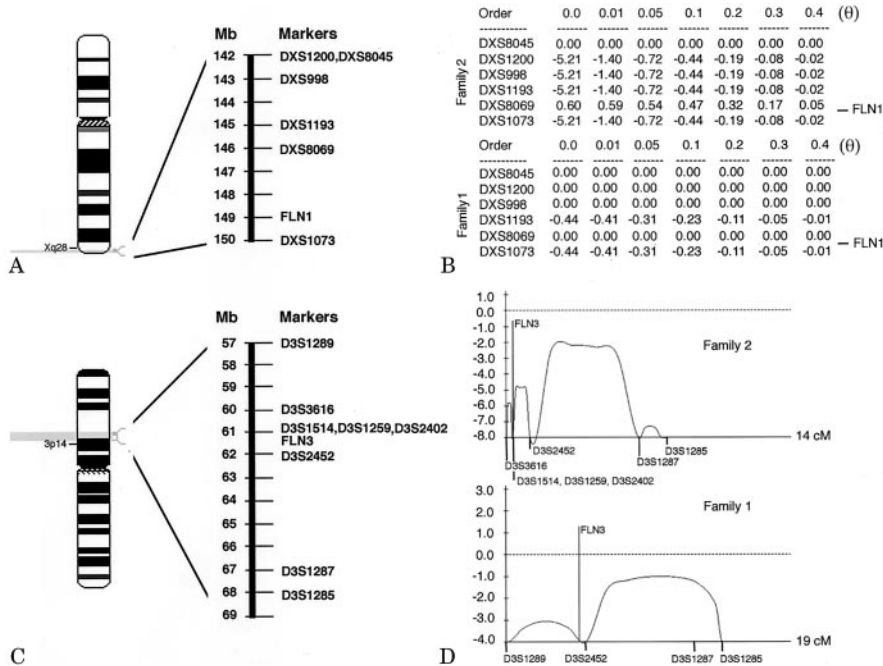 Mb Markers
142 DXS1200,DXS8045
143 DXS998
144
145 DXS1193
146 DXS8069
147
148
149 FLN1
150 DXS1073
Xq28
A
Order 0.0 0.01 0.05 0.1 0.2 0.3 0.4 (θ)
Family 2
DXS8045 0.00 0.00 0.00 0.00 0.00 0.00 0.00
DXS1200 -5.21 -1.40 -0.72 -0.44 -0.19 -0.08 -0.02
DXS998 -5.21 -1.40 -0.72 -0.44 -0.19 -0.08 -0.02
DXS1193 -5.21 -1.40 -0.72 -0.44 -0.19 -0.08 -0.02
DXS8069 0.60 0.59 0.54 0.47 0.32 0.17 0.05
— FLN1
DXS1073 -5.21 -1.40 -0.72 -0.44 -0.19 -0.08 -0.02
Order 0.0 0.01 0.05 0.1 0.2 0.3 0.4 (θ)
Family 1
DXS8045 0.00 0.00 0.00 0.00 0.00 0.00 0.00
DXS1200 0.00 0.00 0.00 0.00 0.00 0.00 0.00
DXS998 0.00 0.00 0.00 0.00 0.00 0.00 0.00
DXS1193 -0.44 -0.41 -0.31 -0.23 -0.11 -0.05 -0.01
DXS8069 0.00 0.00 0.00 0.00 0.00 0.00 0.00
— FLN1
DXS1073 -0.44 -0.41 -0.31 -0.23 -0.11 -0.05 -0.01
B
Mb Markers
57 D3S1289
58
59
60 D3S3616
61 D3S1514,D3S1259,D3S2402
FLN3
62 D3S2452
63
64
65
66
67 D3S1287
68 D3S1285
69
3p14
C
1.0
0.0
-1.0
-2.0
-3.0
-4.0
-5.0
-6.0
-7.0
-8.0
FLN3
Family 2
14 cM
D3S2452
D3S1285
D3S1287
D3S3616
D3S1514, D3S1259, D3S2402
3.0
2.0
1.0
0.0
-1.0
-2.0
-3.0
-4.0
Family 1
FLN3
19 cM
D3S1289 D3S2452 D3S1287 D3S1285
D